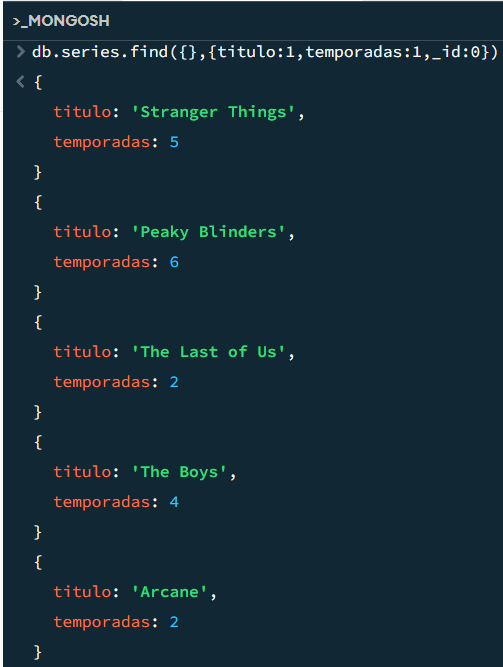 >_MONGOSH
> db.series.find({},{titulo:1,temporadas:1,_id:0})
< {
titulo: 'Stranger Things',
temporadas: 5
}
{
titulo: 'Peaky Blinders',
temporadas: 6
}
{
titulo: 'The Last of Us',
temporadas: 2
}
{
titulo: 'The Boys',
temporadas: 4
}
{
titulo: 'Arcane',
temporadas: 2
}